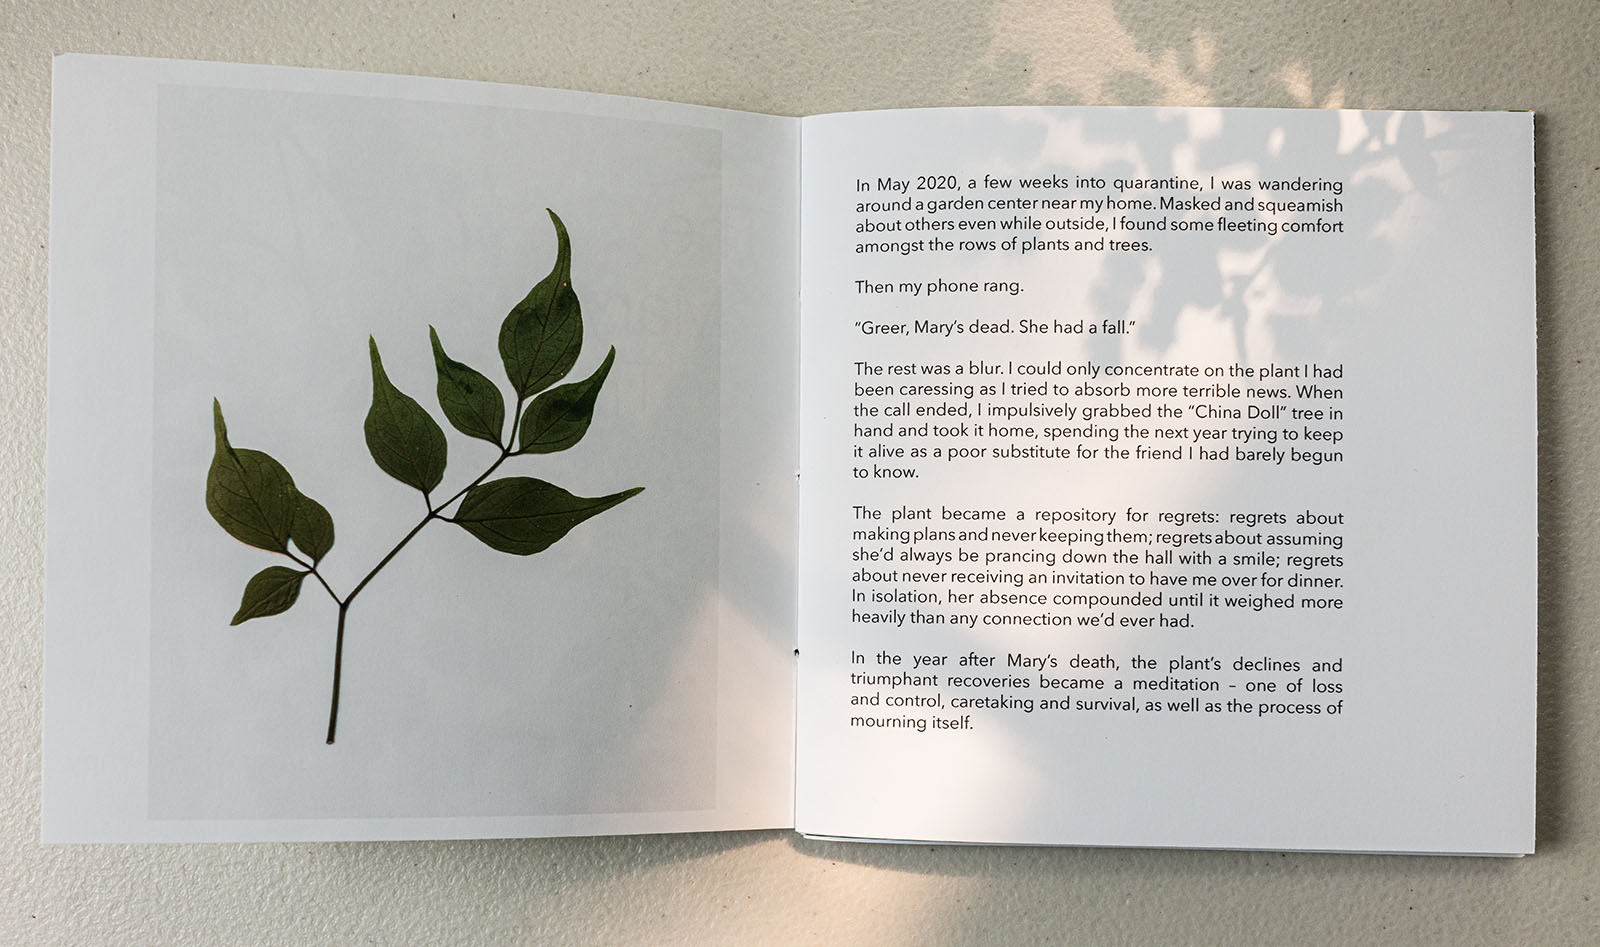 In May 2020, a few weeks into quarantine, I was wandering
around a garden center near my home. Masked and squeamish
about others even while outside, I found some fleeting comfort
amongst the rows of plants and trees.
Then my phone rang.
“Greer, Mary’s dead. She had a fall.”
The rest was a blur. I could only concentrate on the plant I had
been caressing as I tried to absorb more terrible news. When
the call ended, I impulsively grabbed the “China Doll” tree in
hand and took it home, spending the next year trying to keep
it alive as a poor substitute for the friend I had barely begun
to know.
The plant became a repository for regrets: regrets about
making plans and never keeping them; regrets about assuming
she’d always be prancing down the hall with a smile; regrets
about never receiving an invitation to have me over for dinner.
In isolation, her absence compounded until it weighed more
heavily than any connection we’d ever had.
In the year after Mary’s death, the plant’s declines and
triumphant recoveries became a meditation – one of loss
and control, caretaking and survival, as well as the process of
mourning itself.